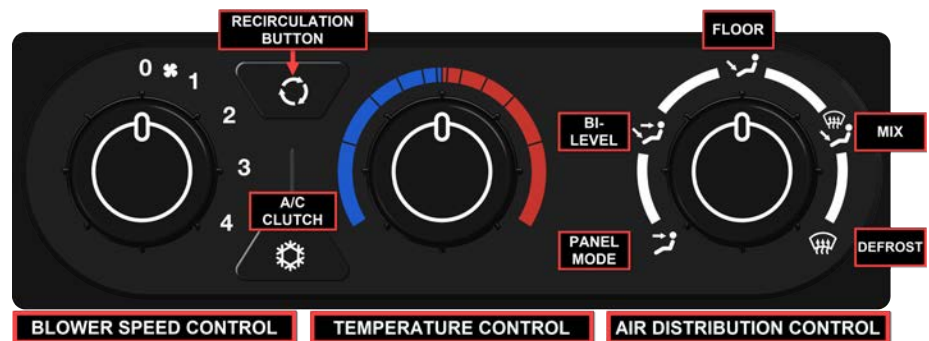 RECIRCULATION
BUTTON
FLOOR
0
1
2
3
4
BI-
LEVEL
MIX
A/C
CLUTCH
PANEL
MODE
DEFROST
BLOWER SPEED CONTROL
TEMPERATURE CONTROL
AIR DISTRIBUTION CONTROL